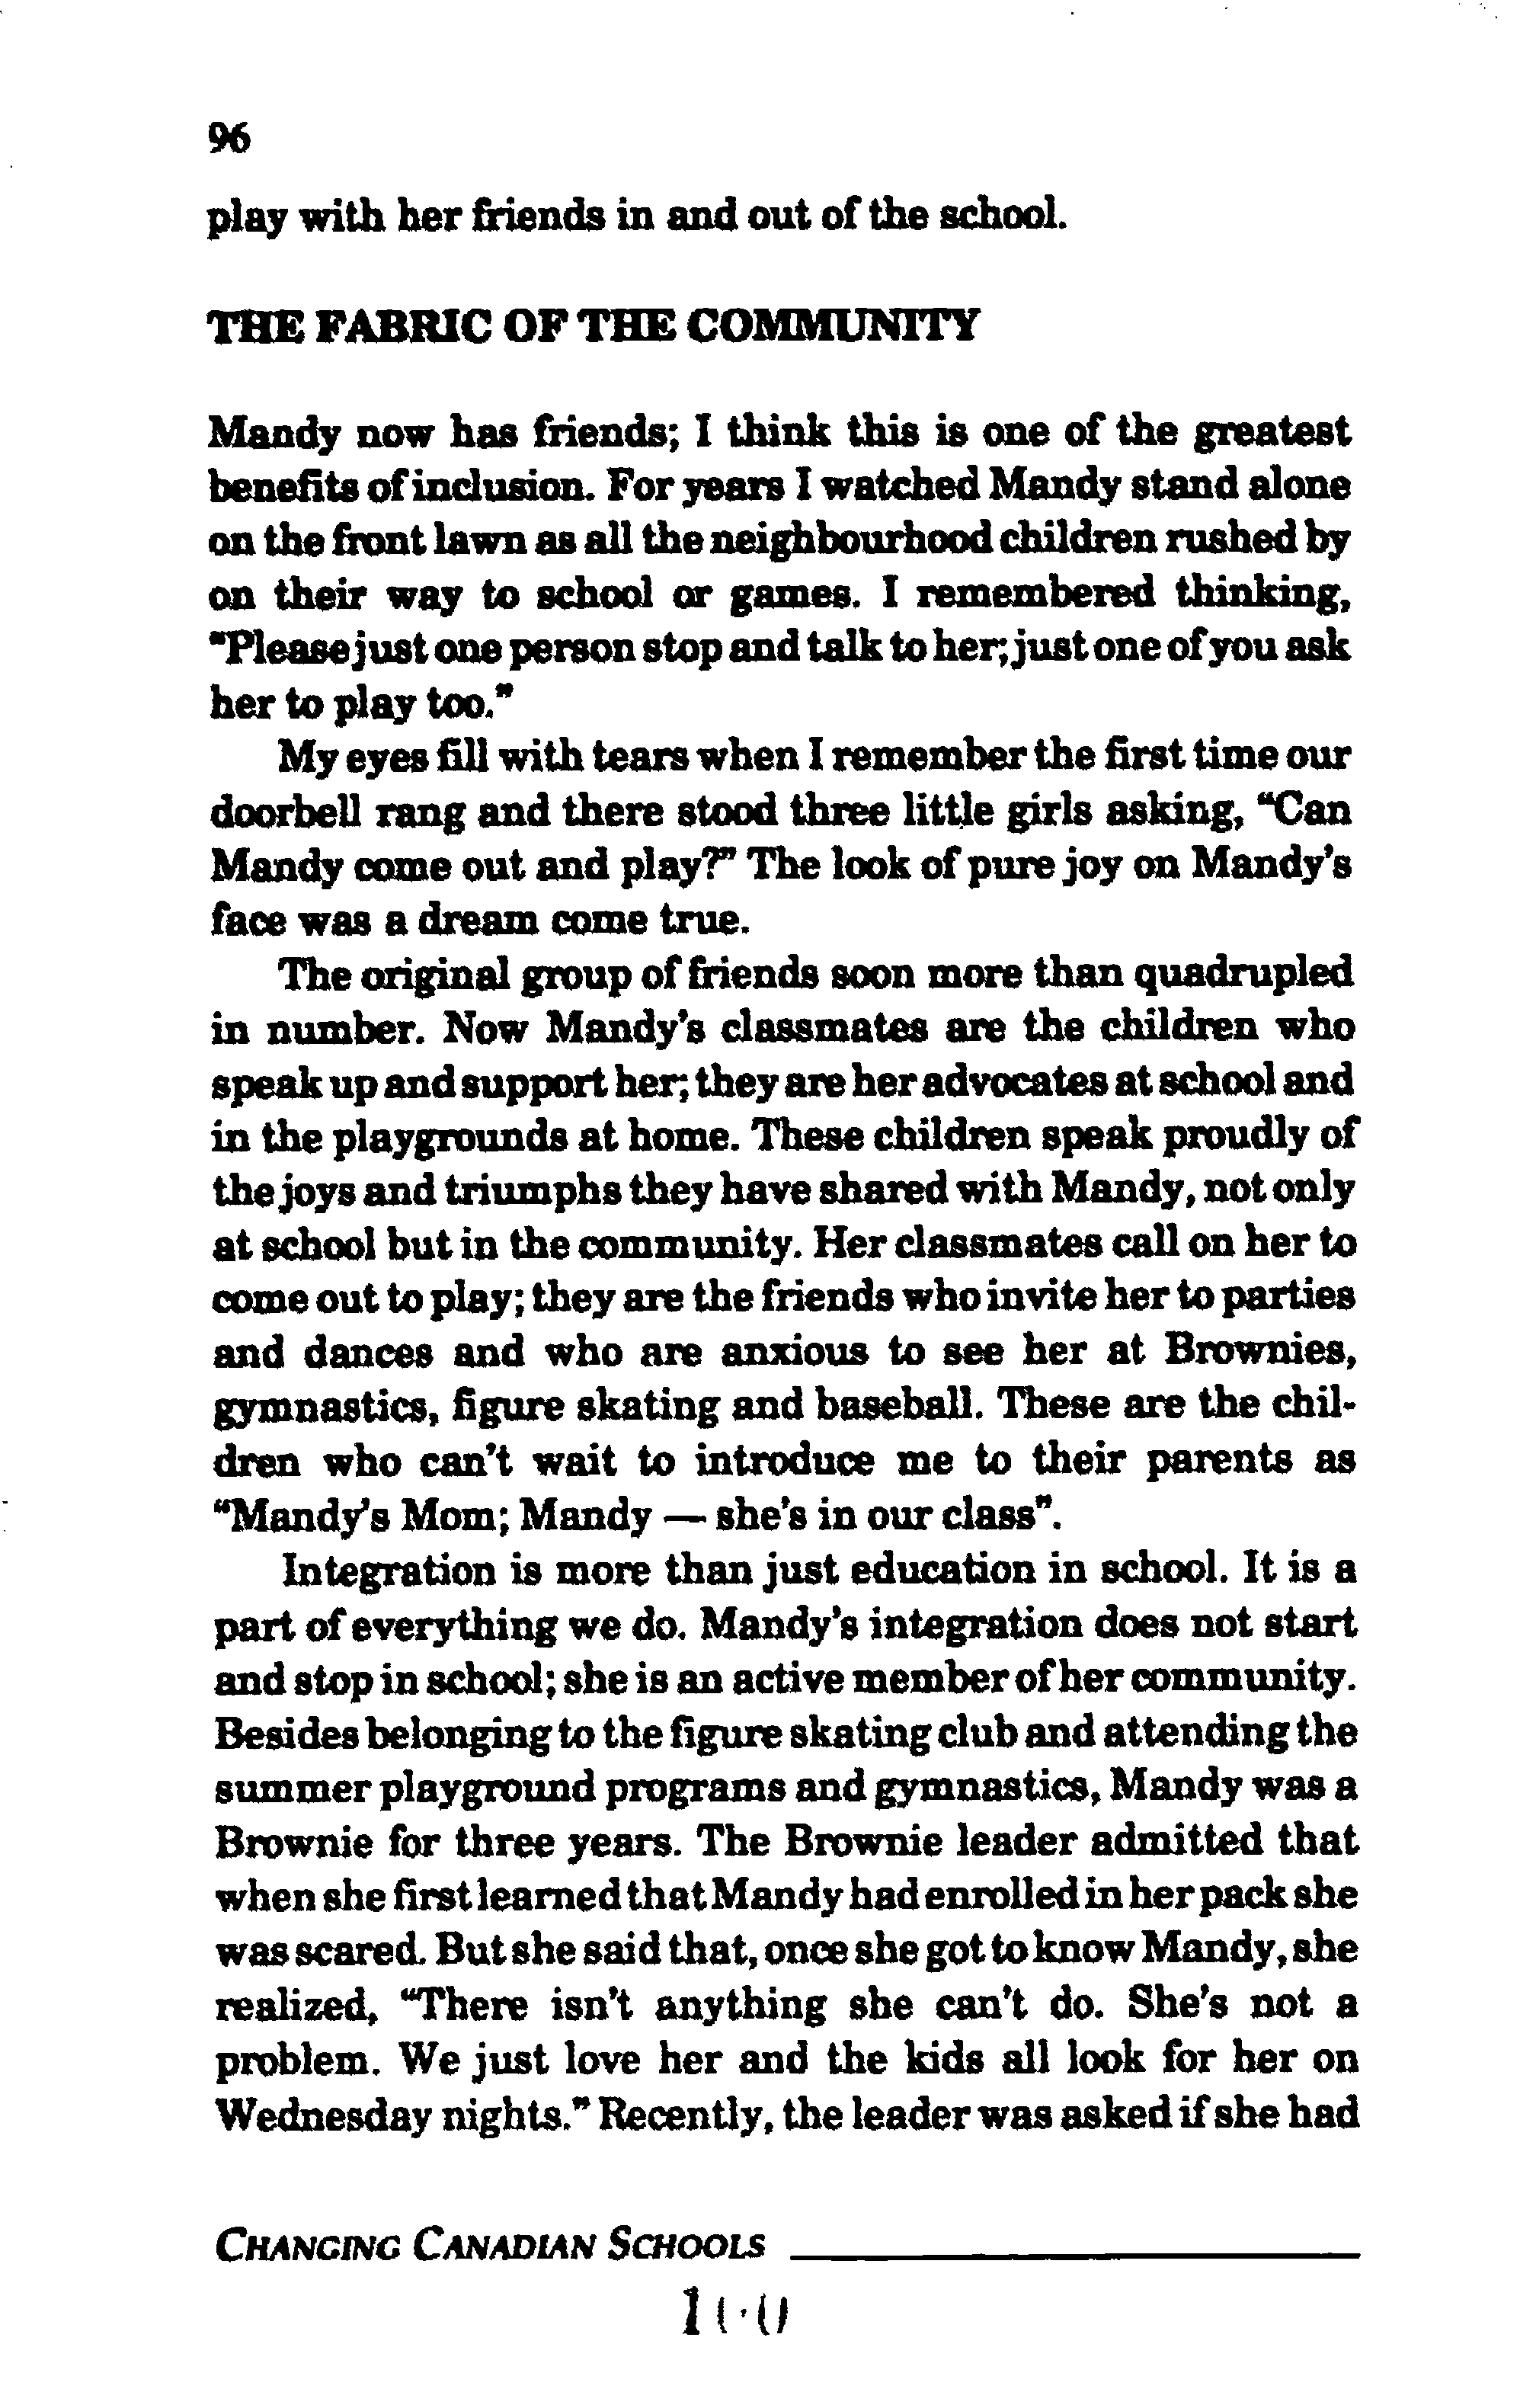 96
play with her friends in and out of the school.
THE FABRIC OF THE COMMUNITY
Mandy now has friends; I think this is one of the greatest
benefits of inclusion. For years I watched Mandy stand alone
on the front lawn as all the neighbourhood children rushed by
on their way to school or games. I remembered thinking,
"Please just one person stop and talk to her; just one of you ask
her to play too."
My eyes fill with tears when I remember the first time our
doorbell rang and there stood three little girls asking, "Can
Mandy come out and play?" The look of pure joy on Mandy's
face was a dream come true.
The original group of friends soon more than quadrupled
in number. Now Mandy's classmates are the children who
speak up and support her; they are her advocates at school and
in the playgrounds at home. These children speak proudly of
the joys and triumphs they have shared with Mandy, not only
at school but in the community. Her classmates call on her to
come out to play; they are the friends who invite her to parties
and dances and who are anxious to see her at Brownies,
gymnastics, figure skating and baseball. These are the chil-
dren who can't wait to introduce me to their parents as
"Mandy's Mom; Mandy — she's in our class".
Integration is more than just education in school. It is a
part of everything we do. Mandy's integration does not start
and stop in school; she is an active member of her community.
Besides belonging to the figure skating club and attending the
summer playground programs and gymnastics, Mandy was a
Brownie for three years. The Brownie leader admitted that
when she first learned that Mandy had enrolled in her pack she
was scared. But she said that, once she got to know Mandy, she
realized, "There isn't anything she can't do. She's not a
problem. We just love her and the kids all look for her on
Wednesday nights." Recently, the leader was asked if she had
CHANGING CANADIAN SCHOOLS